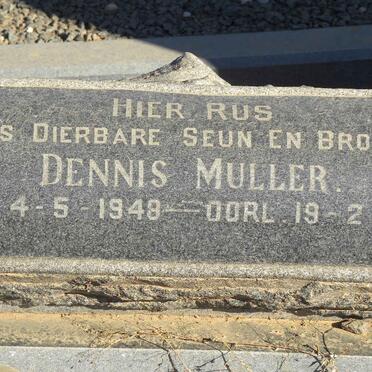 HIER RUS
S DIERBARE SEUN EN BRO
DENNIS MULLER.
4-5-1948—OORL. 19-2